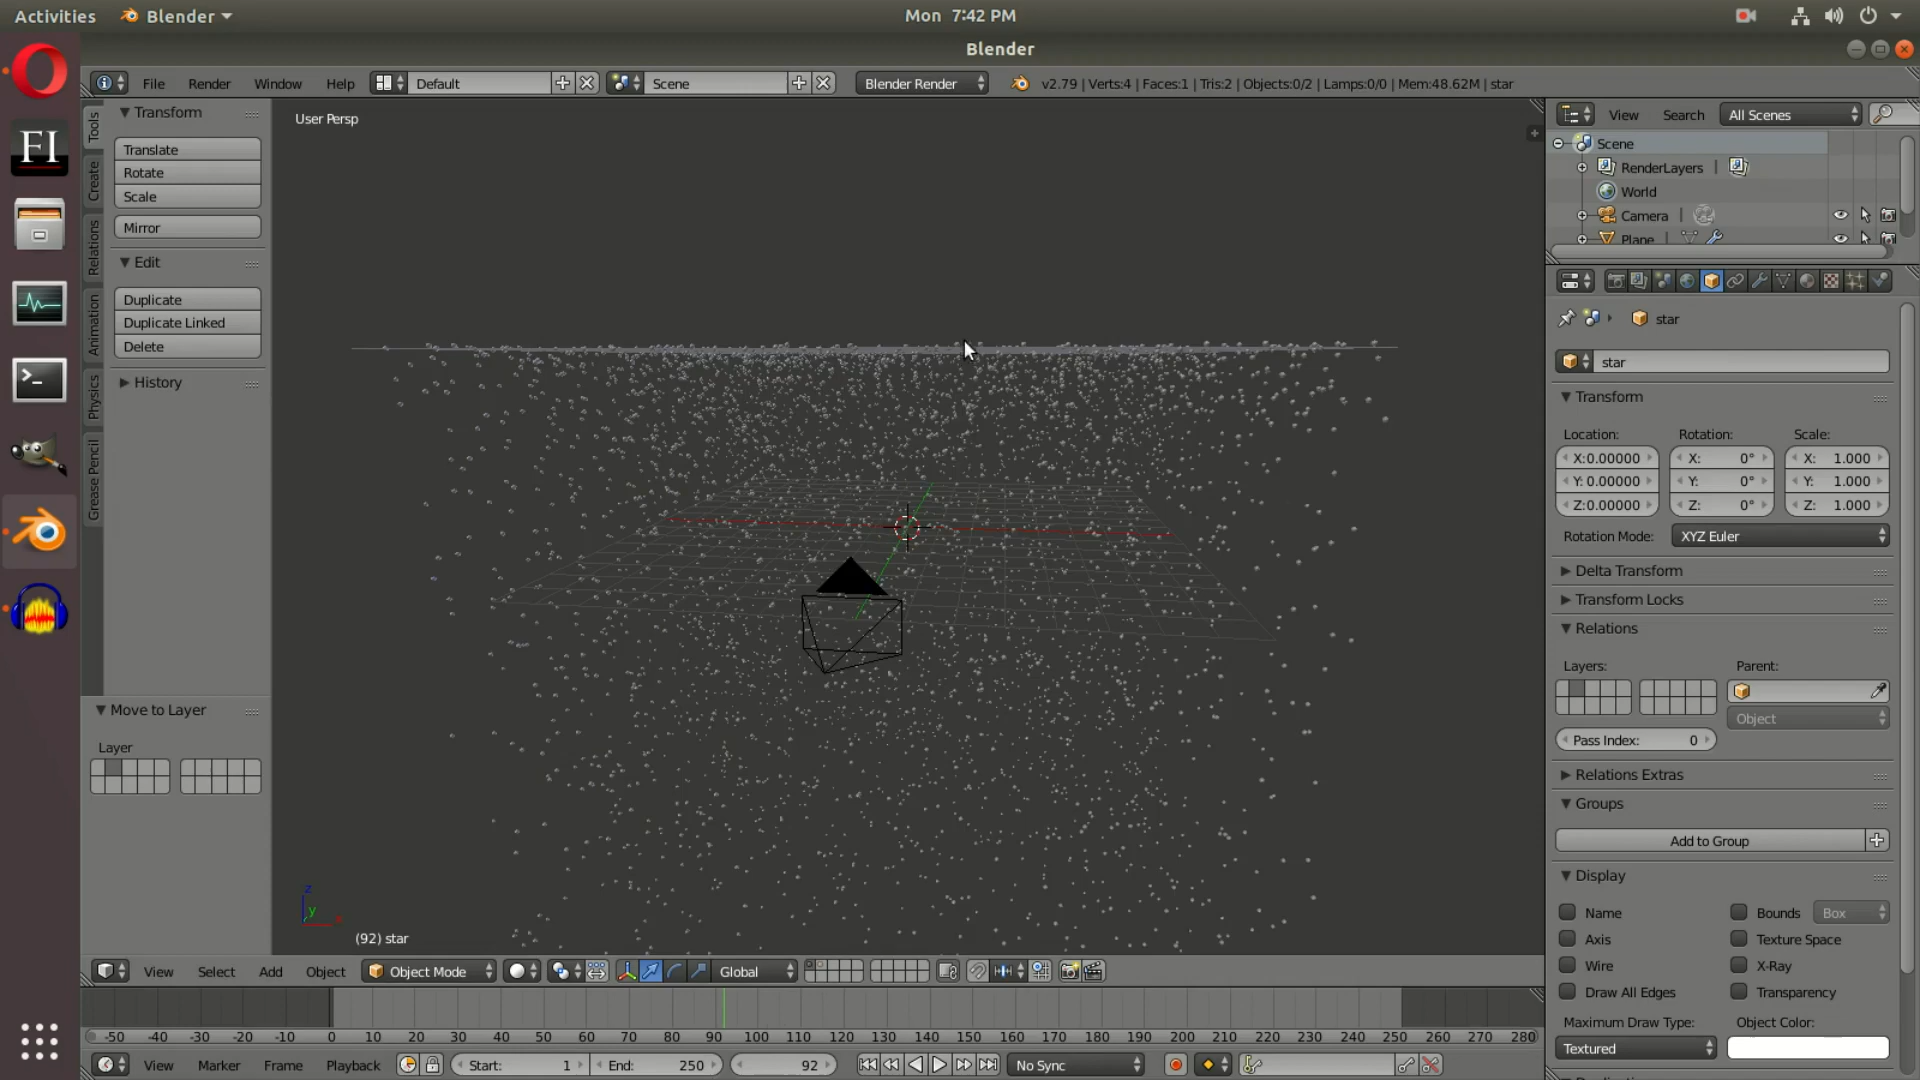 Activities Blender Mon 7:42 PM
Blender
File Render Window Help Default Scene Blender Render v2.79 | Verts:4 | Faces:1 | Tris:2 | Objects:0/2 | Lamps:0/0 | Mem:48.62M | star
FI
Tools
Create
Relations
Animation
Physics
Grease Pencil
Transform
Translate
Rotate
Scale
Mirror
Edit
Duplicate
Duplicate Linked
Delete
History
Move to Layer
Layer
User Persp
z
y
x
(92) star
View Select Add Object Object Mode Global
-50 -40 -30 -20 -10 0 10 20 30 40 50 60 70 80 90 100 110 120 130 140 150 160 170 180 190 200 210 220 230 240 250 260 270 280
View Marker Frame Playback Start: 1 End: 250 92 No Sync
View Search All Scenes
Scene
RenderLayers |
World
Camera |
Plane |
star
star
Transform
Location: Rotation: Scale:
X:0.00000 X: 0° X: 1.000
Y: 0.00000 Y: 0° Y: 1.000
Z:0.00000 Z: 0° Z: 1.000
Rotation Mode: XYZ Euler
Delta Transform
Transform Locks
Relations
Layers: Parent:
Object
Pass Index: 0
Relations Extras
Groups
Add to Group
Display
Name Bounds Box
Axis Texture Space
Wire X-Ray
Draw All Edges Transparency
Maximum Draw Type: Object Color:
Textured